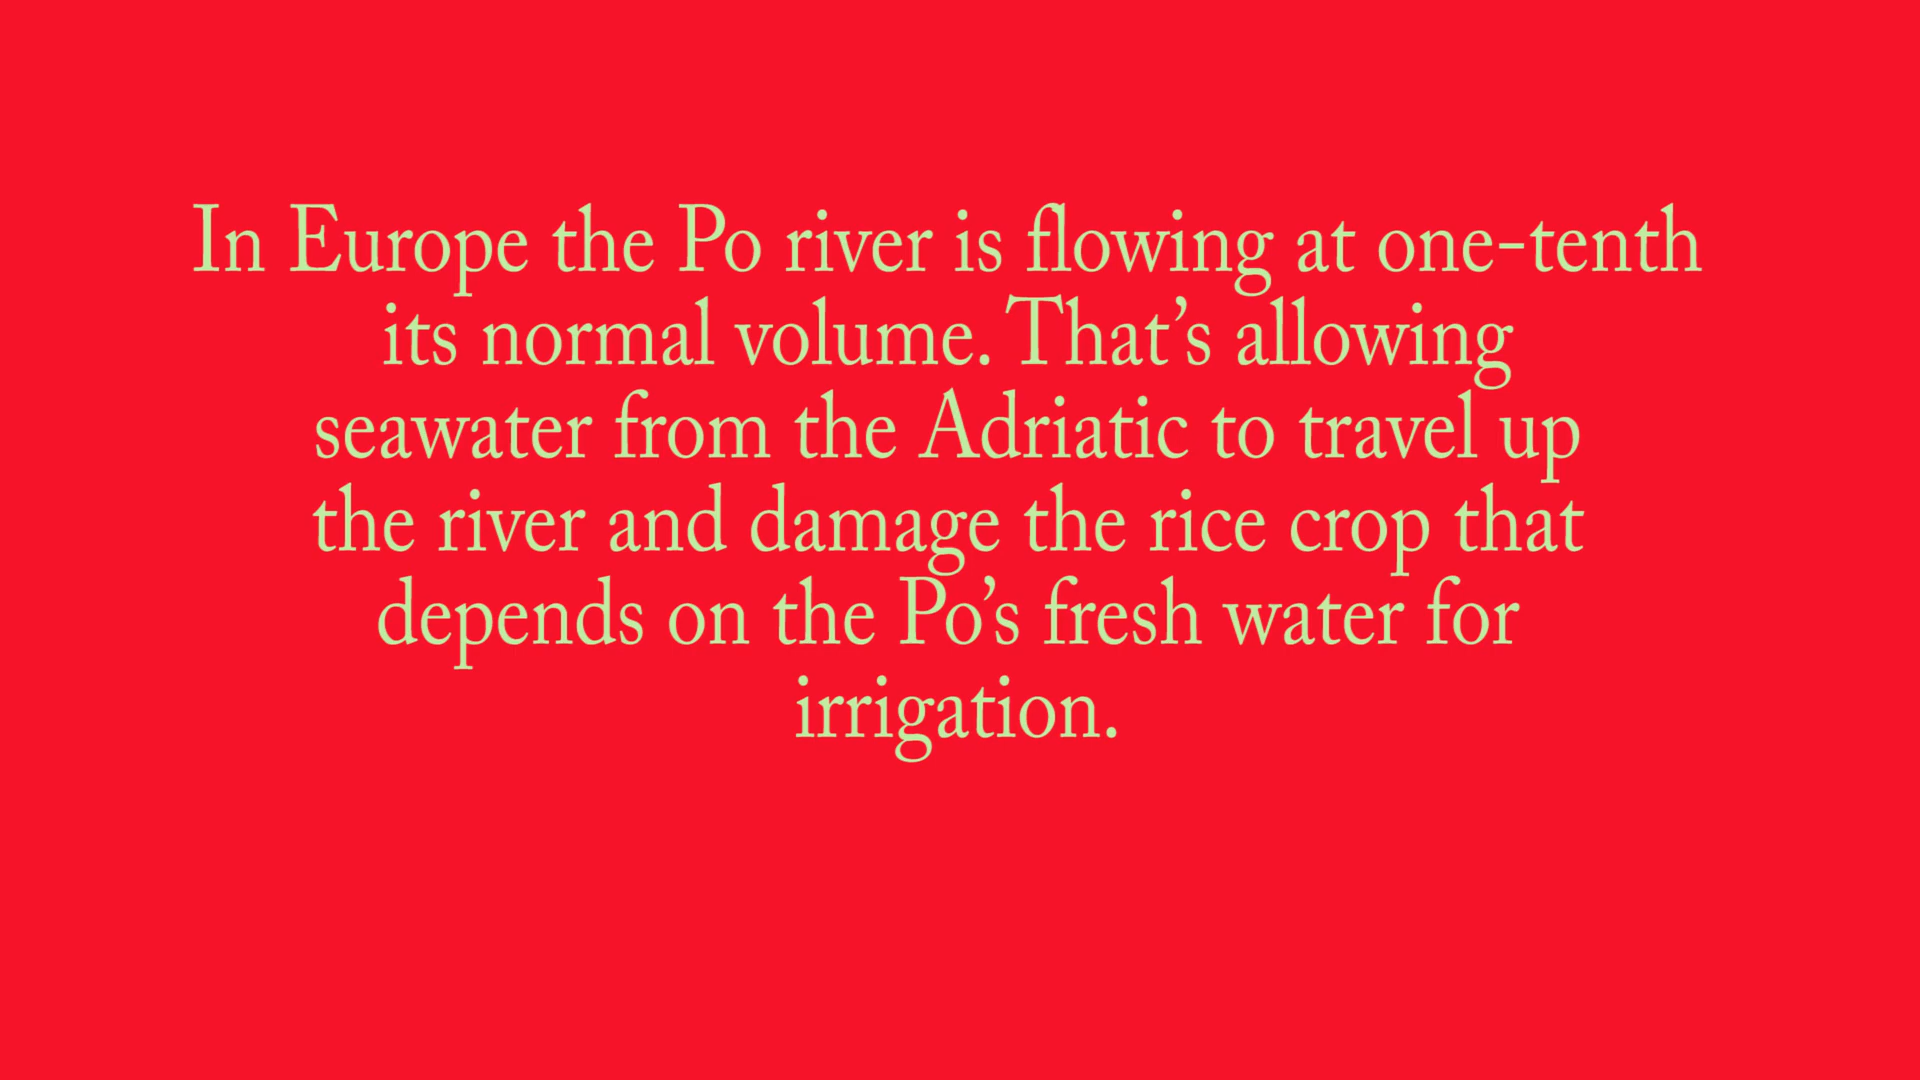 In Europe the Po river is flowing at one-tenth
its normal volume. That’s allowing
seawater from the Adriatic to travel up
the river and damage the rice crop that
depends on the Po’s fresh water for
irrigation.